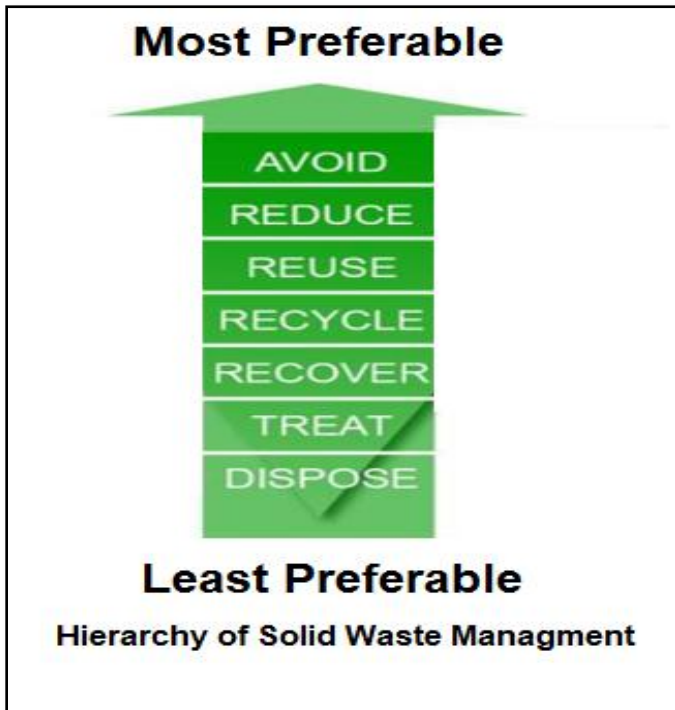 Most Preferable
AVOID
REDUCE
REUSE
RECYCLE
RECOVER
TREAT
DISPOSE
Least Preferable
Hierarchy of Solid Waste Managment